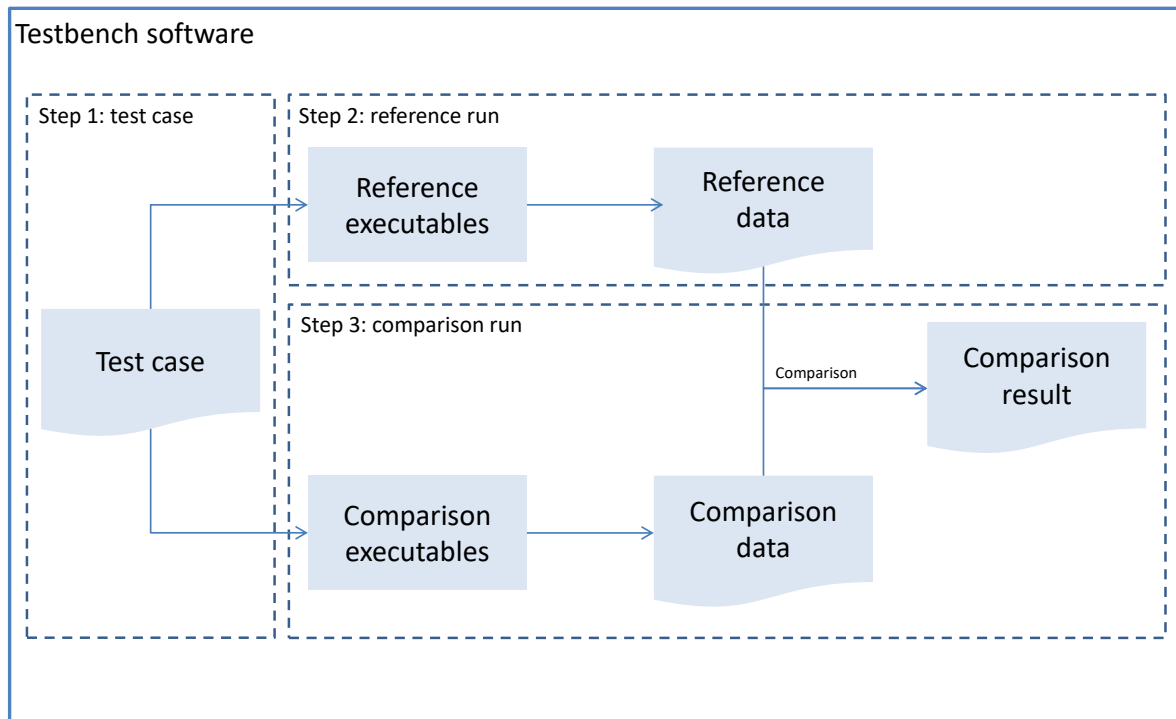 Testbench software
Step 1: test case
Step 2: reference run
Reference
executables
Reference
data
Step 3: comparison run
Test case
Comparison
Comparison
result
Comparison
executables
Comparison
data